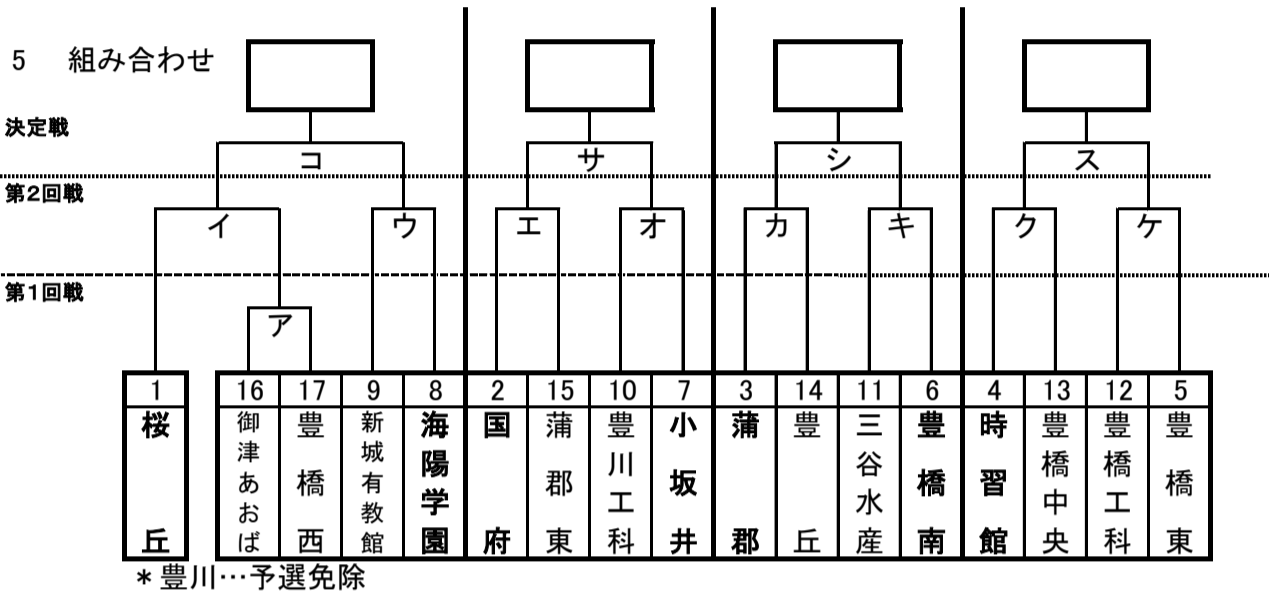 5 組み合わせ
決定戦
コ サ シ ス
第2回戦
イ ウ エ オ カ キ ク ケ
第1回戦
ア
1 16 17 9 8 2 15 10 7 3 14 11 6 4 13 12 5
桜丘
御津あおば
豊橋西
新城有教館
海陽学園
国府
蒲郡東
豊川工科
小坂井
蒲郡
豊丘
三谷水産
豊橋南
時習館
豊橋中央
豊橋工科
豊橋東
*豊川…予選免除